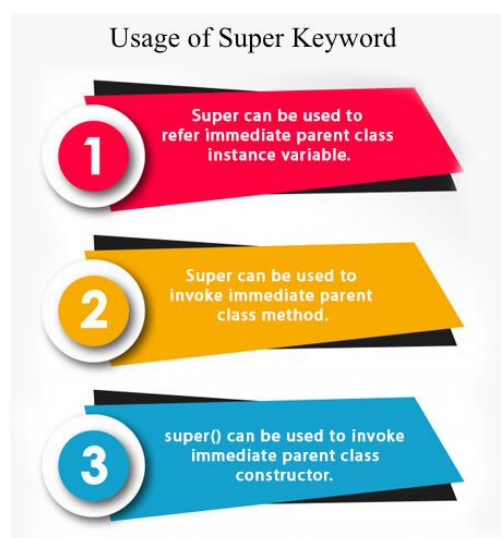 Usage of Super Keyword
1
Super can be used to
refer immediate parent class
instance variable.
2
Super can be used to
invoke immediate parent
class method.
3
super() can be used to invoke
immediate parent class
constructor.